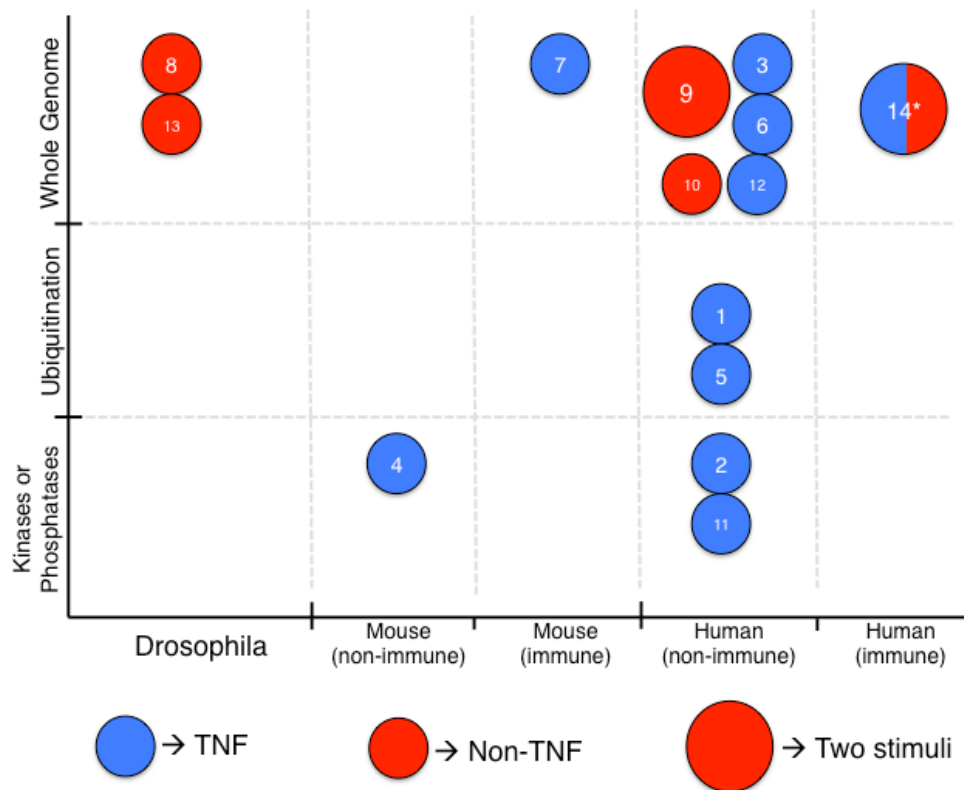 Whole Genome
8
13
7
9
3
6
10
12
14*
Ubiquitination
1
5
Kinases or
Phosphatases
4
2
11
Drosophila
Mouse
(non-immune)
Mouse
(immune)
Human
(non-immune)
Human
(immune)
→ TNF
→ Non-TNF
→ Two stimuli